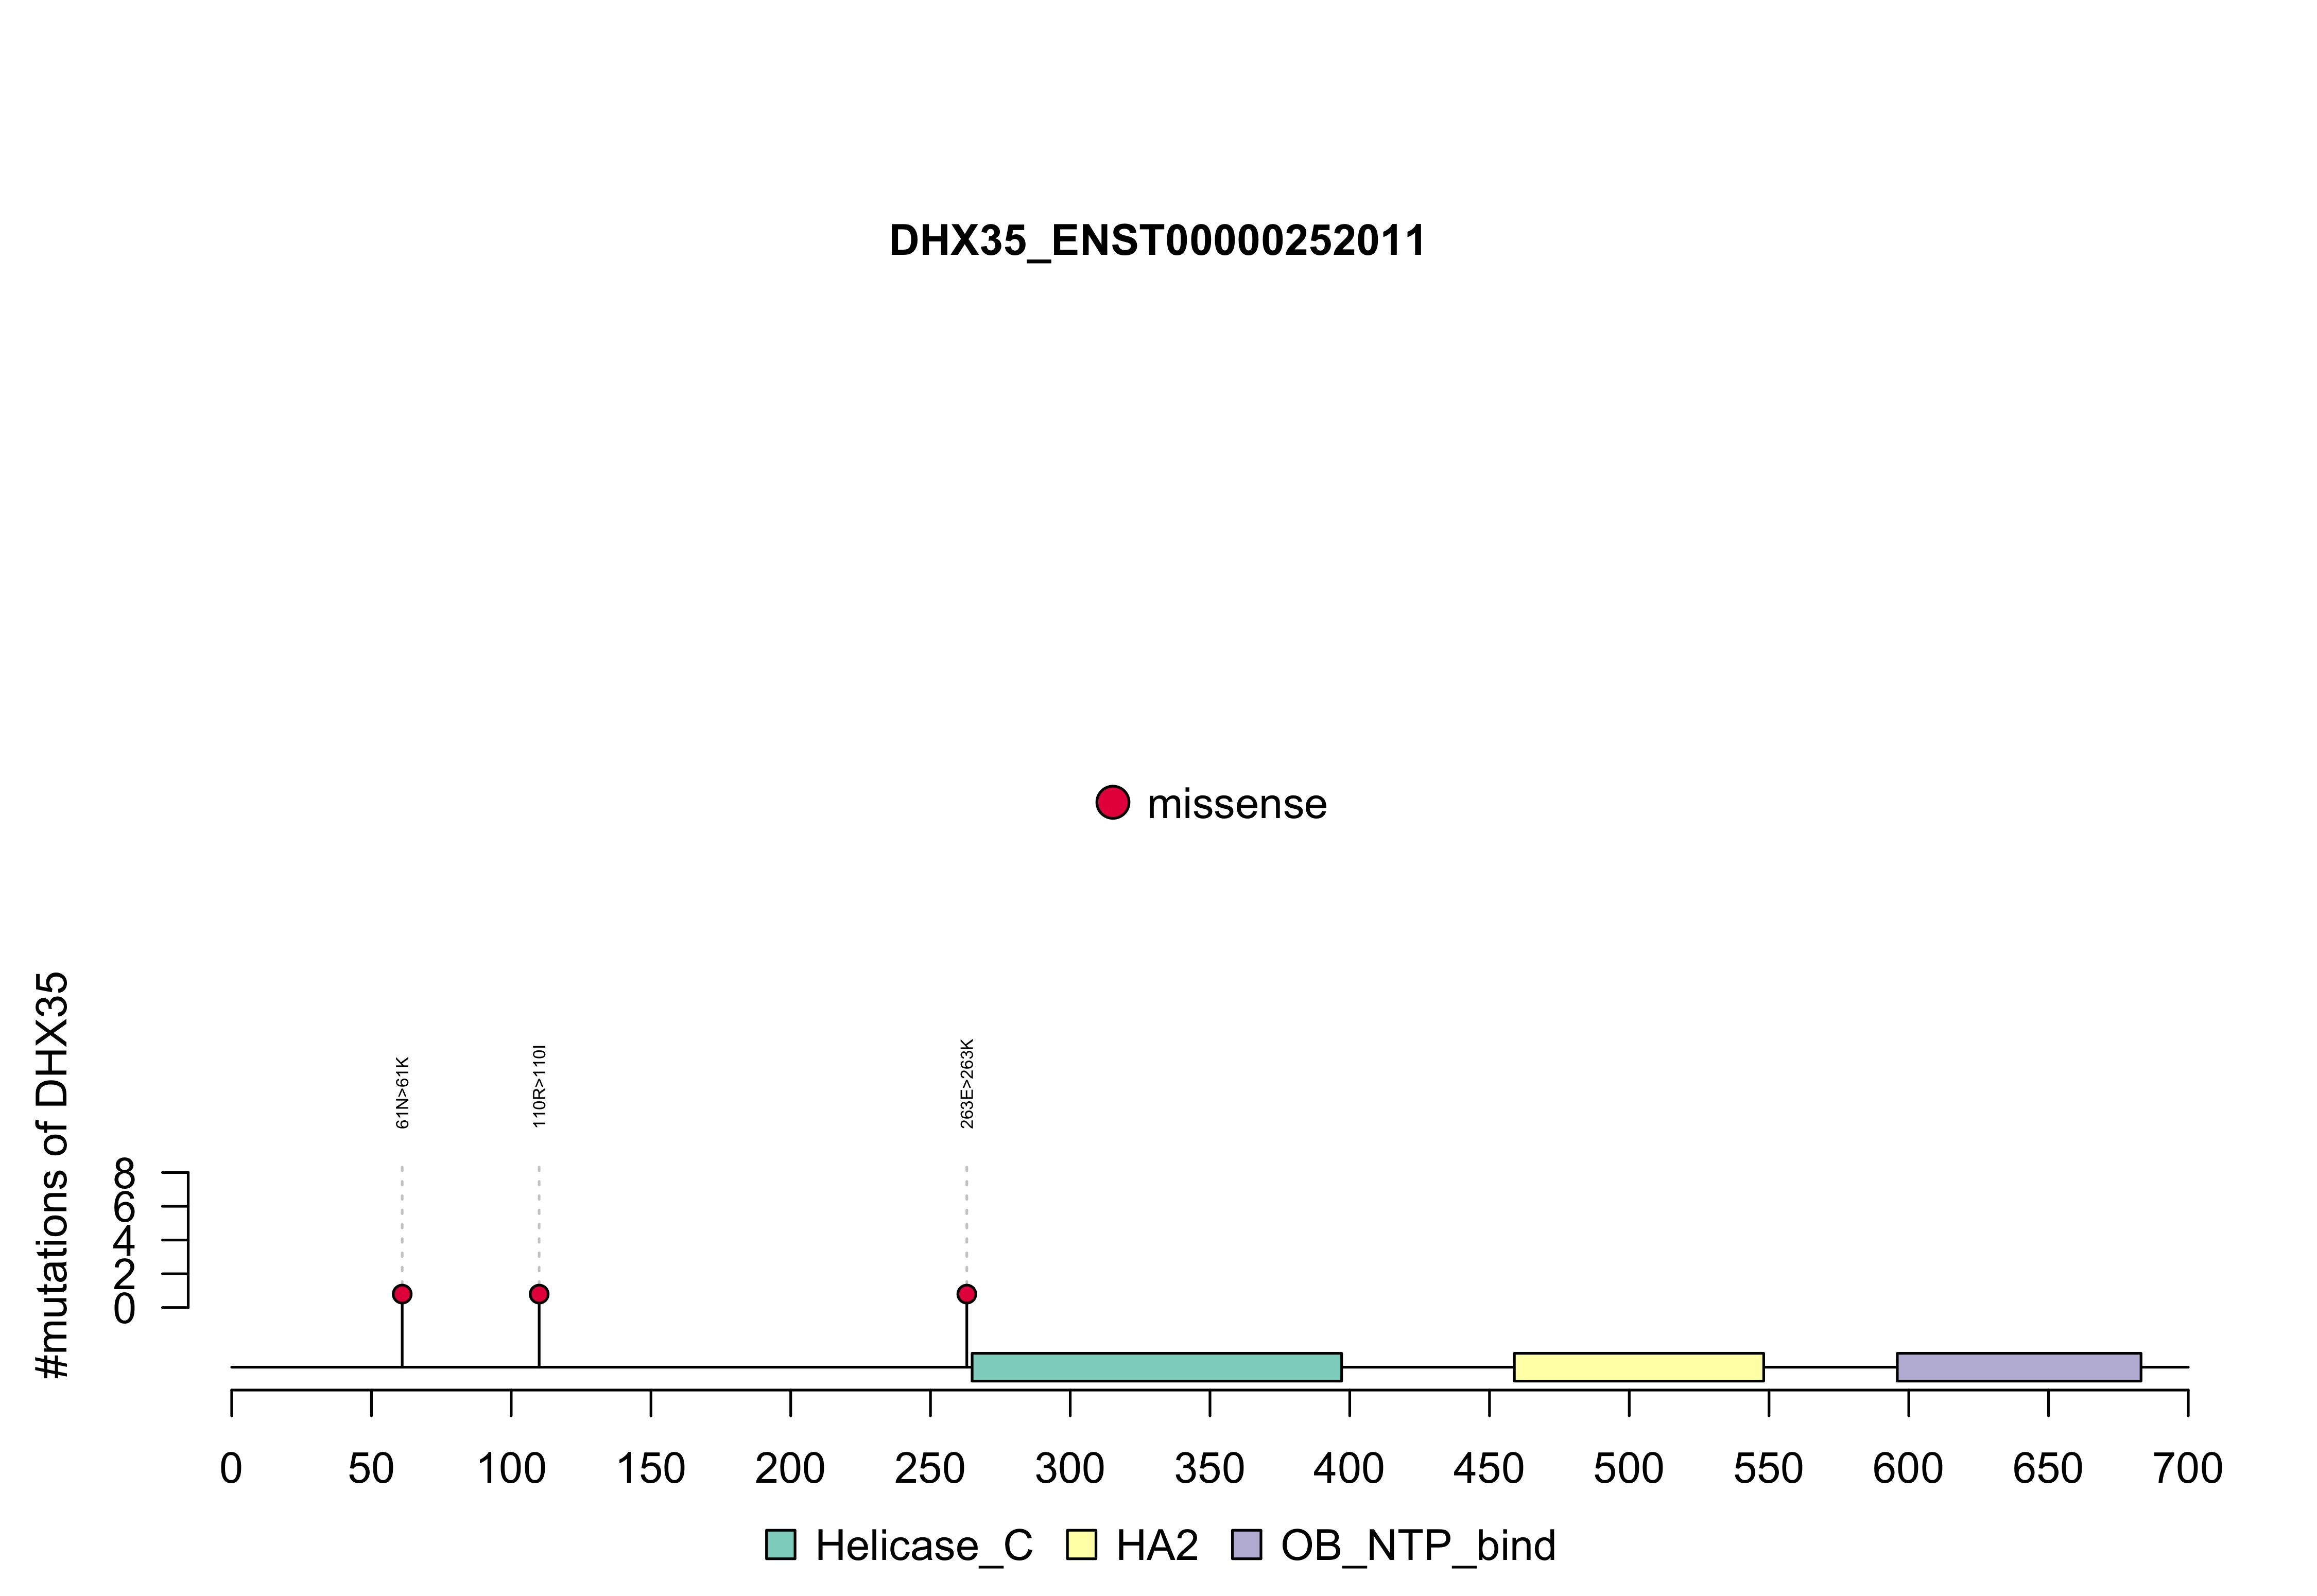 DHX35_ENST00000252011
missense
#mutations of DHX35
61N>61K
110R>110I
263E>263K
8
6
4
2
0
0 50 100 150 200 250 300 350 400 450 500 550 600 650 700
Helicase_C HA2 OB_NTP_bind